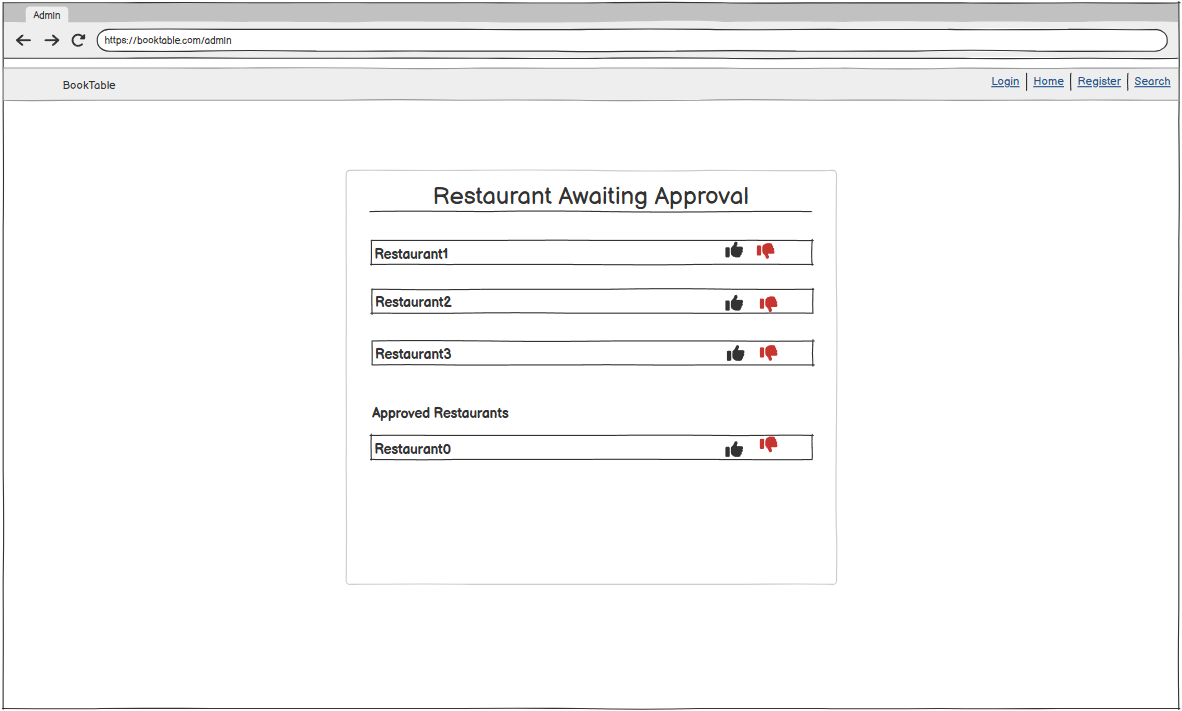 Admin
https://booktable.com/admin
BookTable
Login Home Register Search
Restaurant Awaiting Approval
Restaurant1
Restaurant2
Restaurant3
Approved Restaurants
Restaurant0